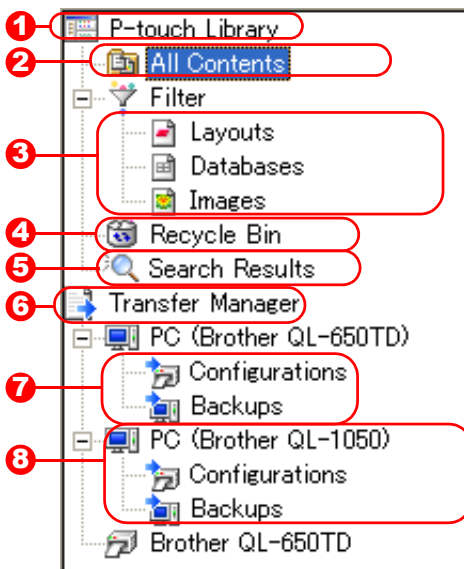 1 P-touch Library
2 All Contents
Filter
3 Layouts
Databases
Images
4 Recycle Bin
5 Search Results
6 Transfer Manager
PC (Brother QL-650TD)
7 Configurations
Backups
8 PC (Brother QL-1050)
Configurations
Backups
Brother QL-650TD